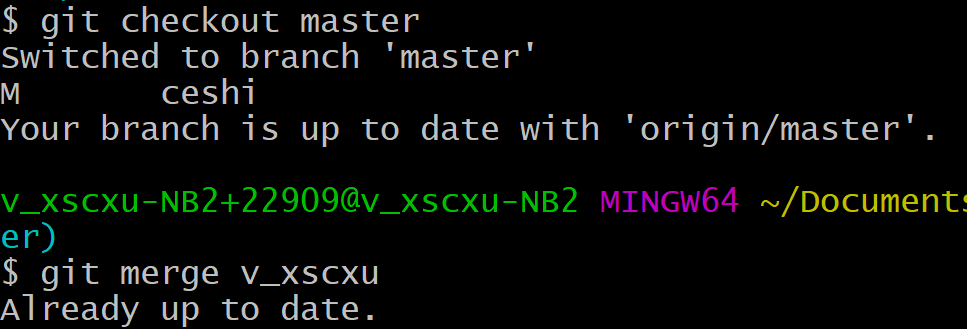 $ git checkout master
Switched to branch 'master'
M       ceshi
Your branch is up to date with 'origin/master'.
v_xscxu-NB2+22909@v_xscxu-NB2 MINGW64 ~/Documents
er)
$ git merge v_xscxu
Already up to date.